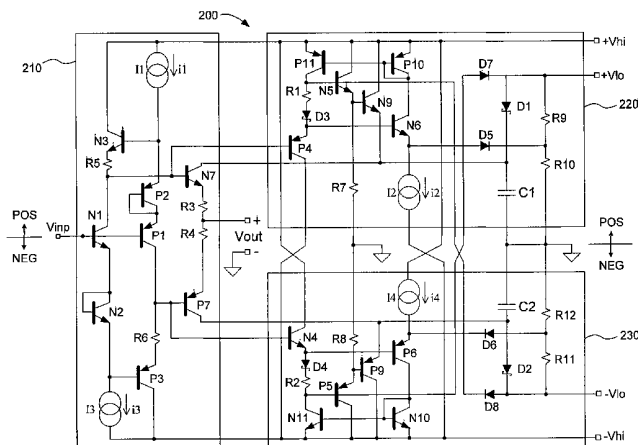 200
210
+Vhi
+Vlo
P11
P10
D7
I1
i1
N5
N9
R1
D3
N6
D1
R9
220
N3
R5
P4
D5
R10
P2
N7
R7
I2
i2
C1
R3
POS
NEG
Vinp
N1
P1
R4
+
Vout
-
POS
NEG
I4
i4
C2
N2
P7
R12
R6
N4
R8
D6
230
P6
D4
P9
R11
P3
R2
P5
D2
I3
i3
D8
-Vlo
N11
N10
-Vhi